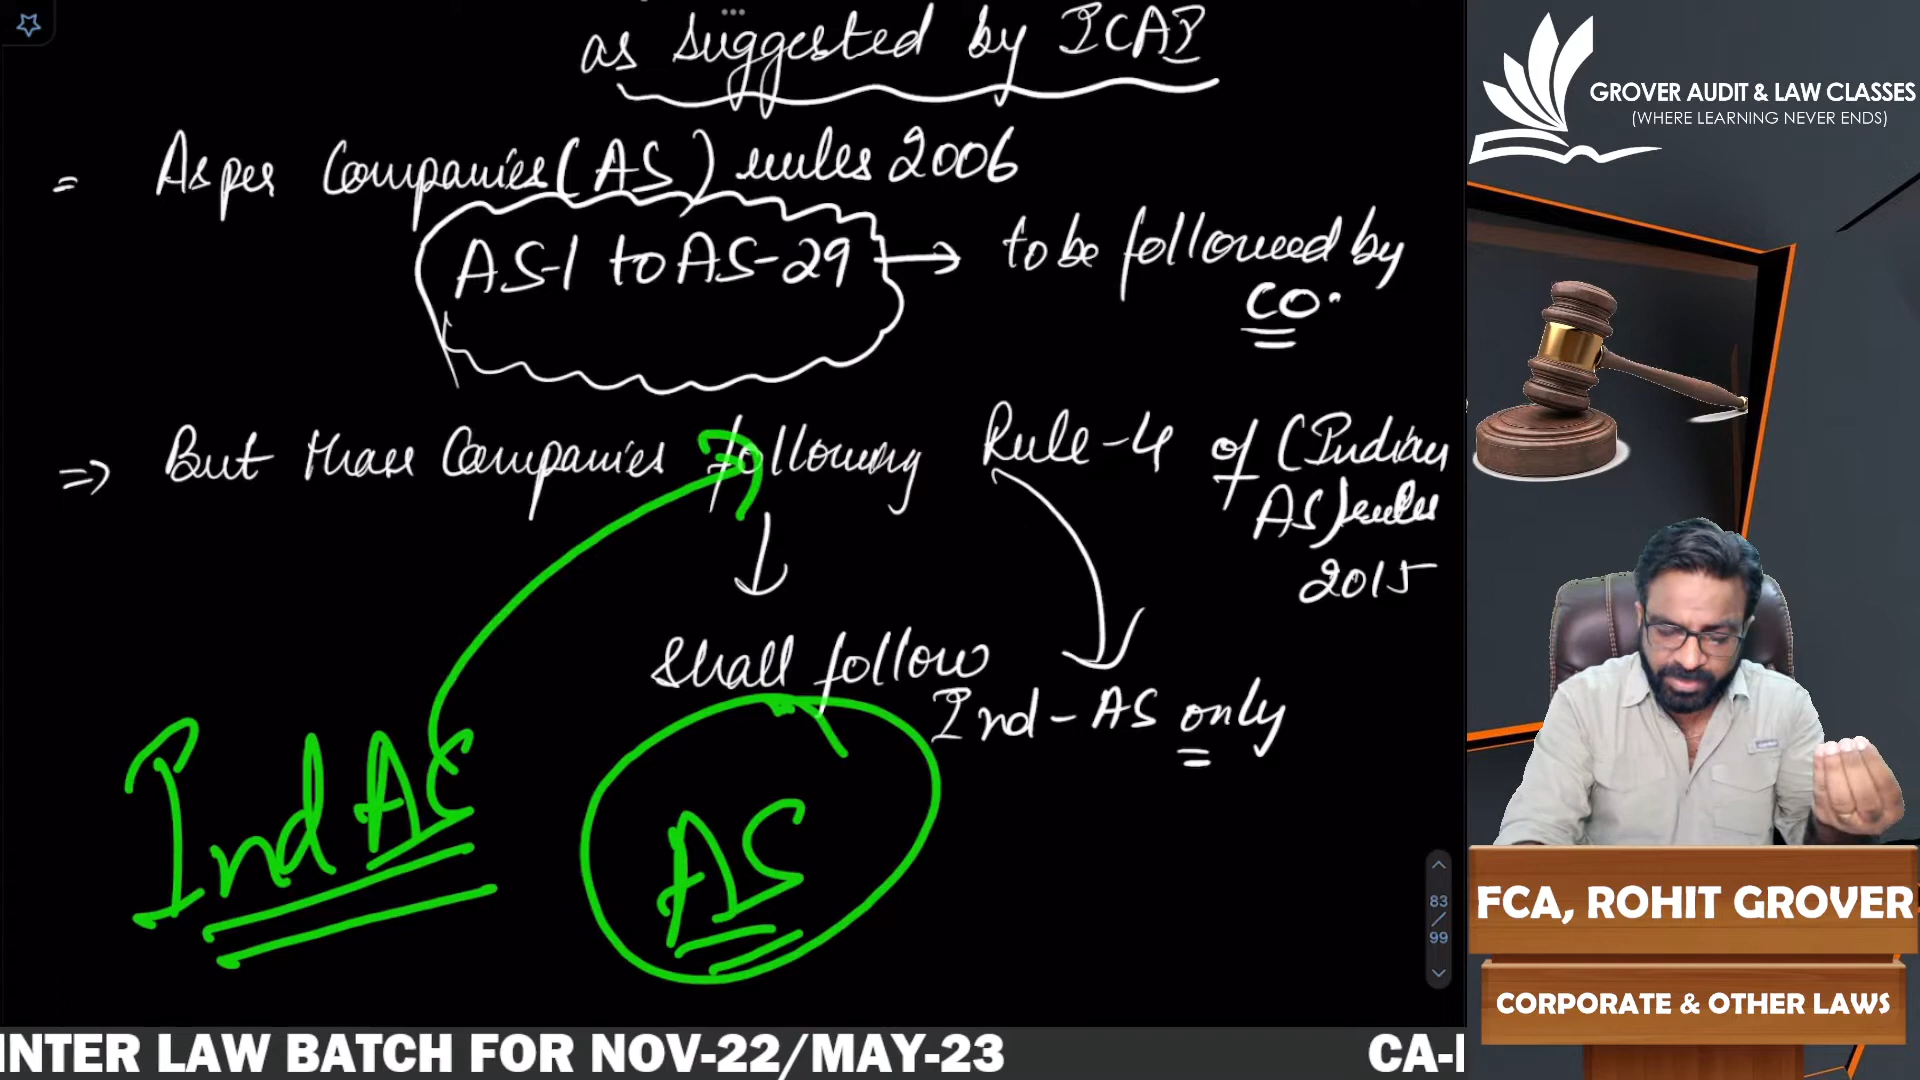 as suggested by ICAI
= As per Companies (AS) rules 2006
AS-1 to AS-29 → to be followed by
CO.
⇒ But those Companies following Rule-4 of (Indian
AS) rules
2015
Shall follow
Ind-AS only
Ind AS
AS
83
/
99
GROVER AUDIT & LAW CLASSES
(WHERE LEARNING NEVER ENDS)
FCA, ROHIT GROVER
CORPORATE & OTHER LAWS
INTER LAW BATCH FOR NOV-22/MAY-23 CA-I